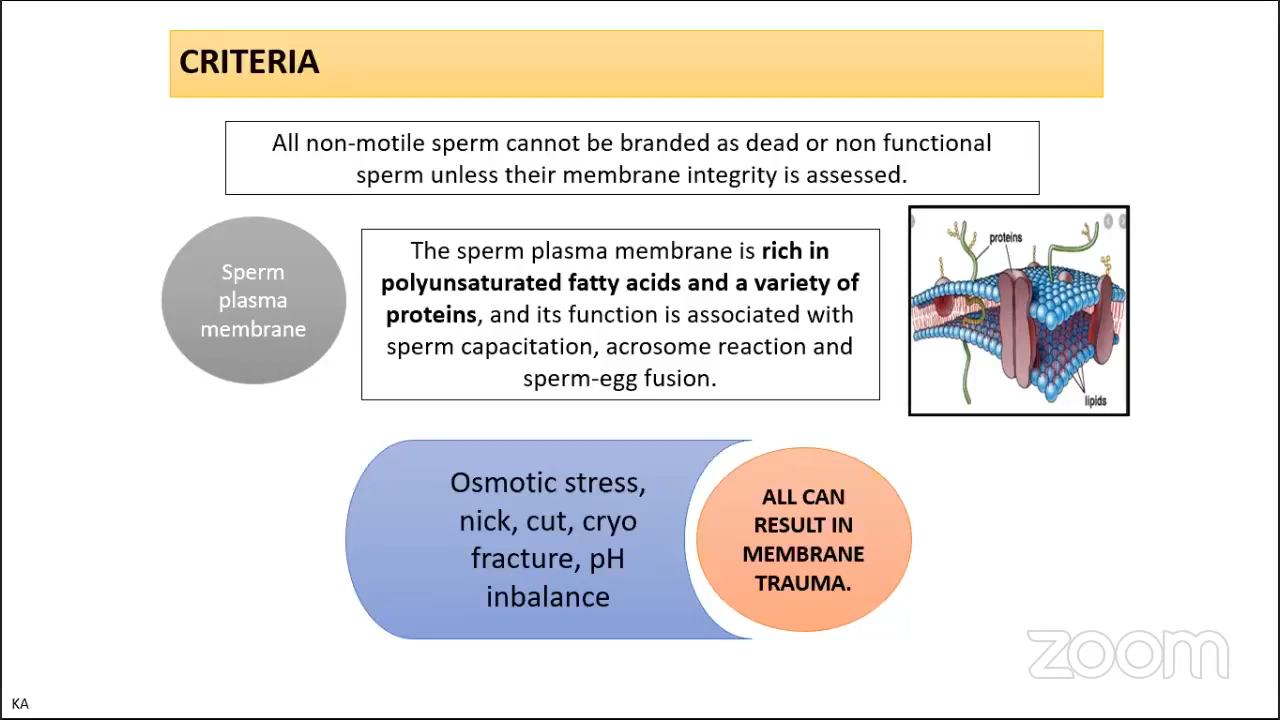 CRITERIA
All non-motile sperm cannot be branded as dead or non functional
sperm unless their membrane integrity is assessed.
Sperm
plasma
membrane
The sperm plasma membrane is rich in
polyunsaturated fatty acids and a variety of
proteins, and its function is associated with
sperm capacitation, acrosome reaction and
sperm-egg fusion.
proteins
lipids
Osmotic stress,
nick, cut, cryo
fracture, pH
inbalance
ALL CAN
RESULT IN
MEMBRANE
TRAUMA.
zoom
KA